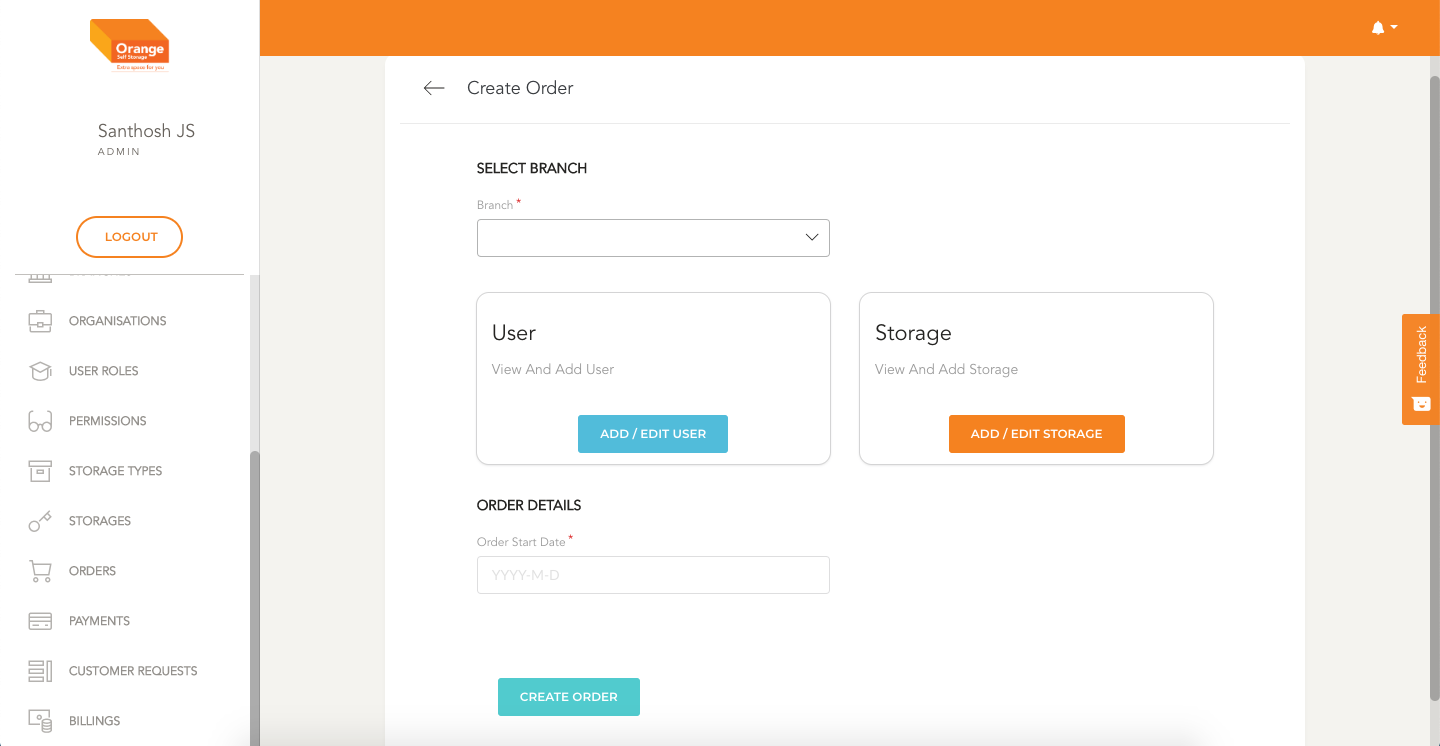 Orange
Self Storage
Extra space for you
Santhosh JS
ADMIN
LOGOUT
ORGANISATIONS
USER ROLES
PERMISSIONS
STORAGE TYPES
STORAGES
ORDERS
PAYMENTS
CUSTOMER REQUESTS
BILLINGS
Create Order
SELECT BRANCH
Branch *
User
View And Add User
ADD / EDIT USER
Storage
View And Add Storage
ADD / EDIT STORAGE
ORDER DETAILS
Order Start Date *
YYYY-M-D
CREATE ORDER
Feedback